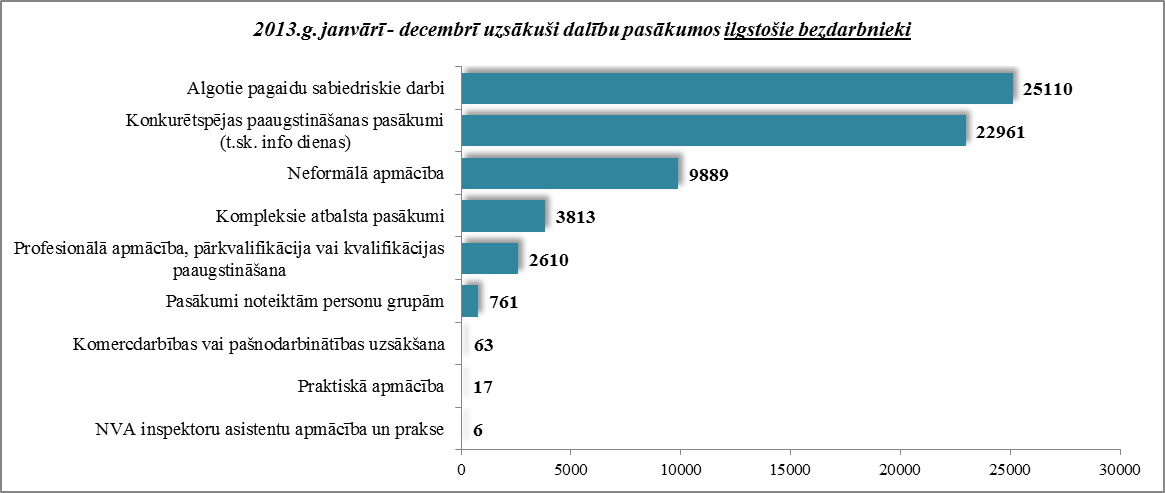 2013.g. janvārī - decembrī uzsākuši dalību pasākumos ilgstošie bezdarbnieki
Algotie pagaidu sabiedriskie darbi
25110
Konkurētspējas paaugstināšanas pasākumi
(t.sk. info dienas)
22961
Neformālā apmācība
9889
Kompleksie atbalsta pasākumi
3813
Profesionālā apmācība, pārkvalifikācija vai kvalifikācijas
paaugstināšana
2610
Pasākumi noteiktām personu grupām
761
Komercdarbības vai pašnodarbinātības uzsākšana
63
Praktiskā apmācība
17
NVA inspektoru asistentu apmācība un prakse
6
0 5000 10000 15000 20000 25000 30000